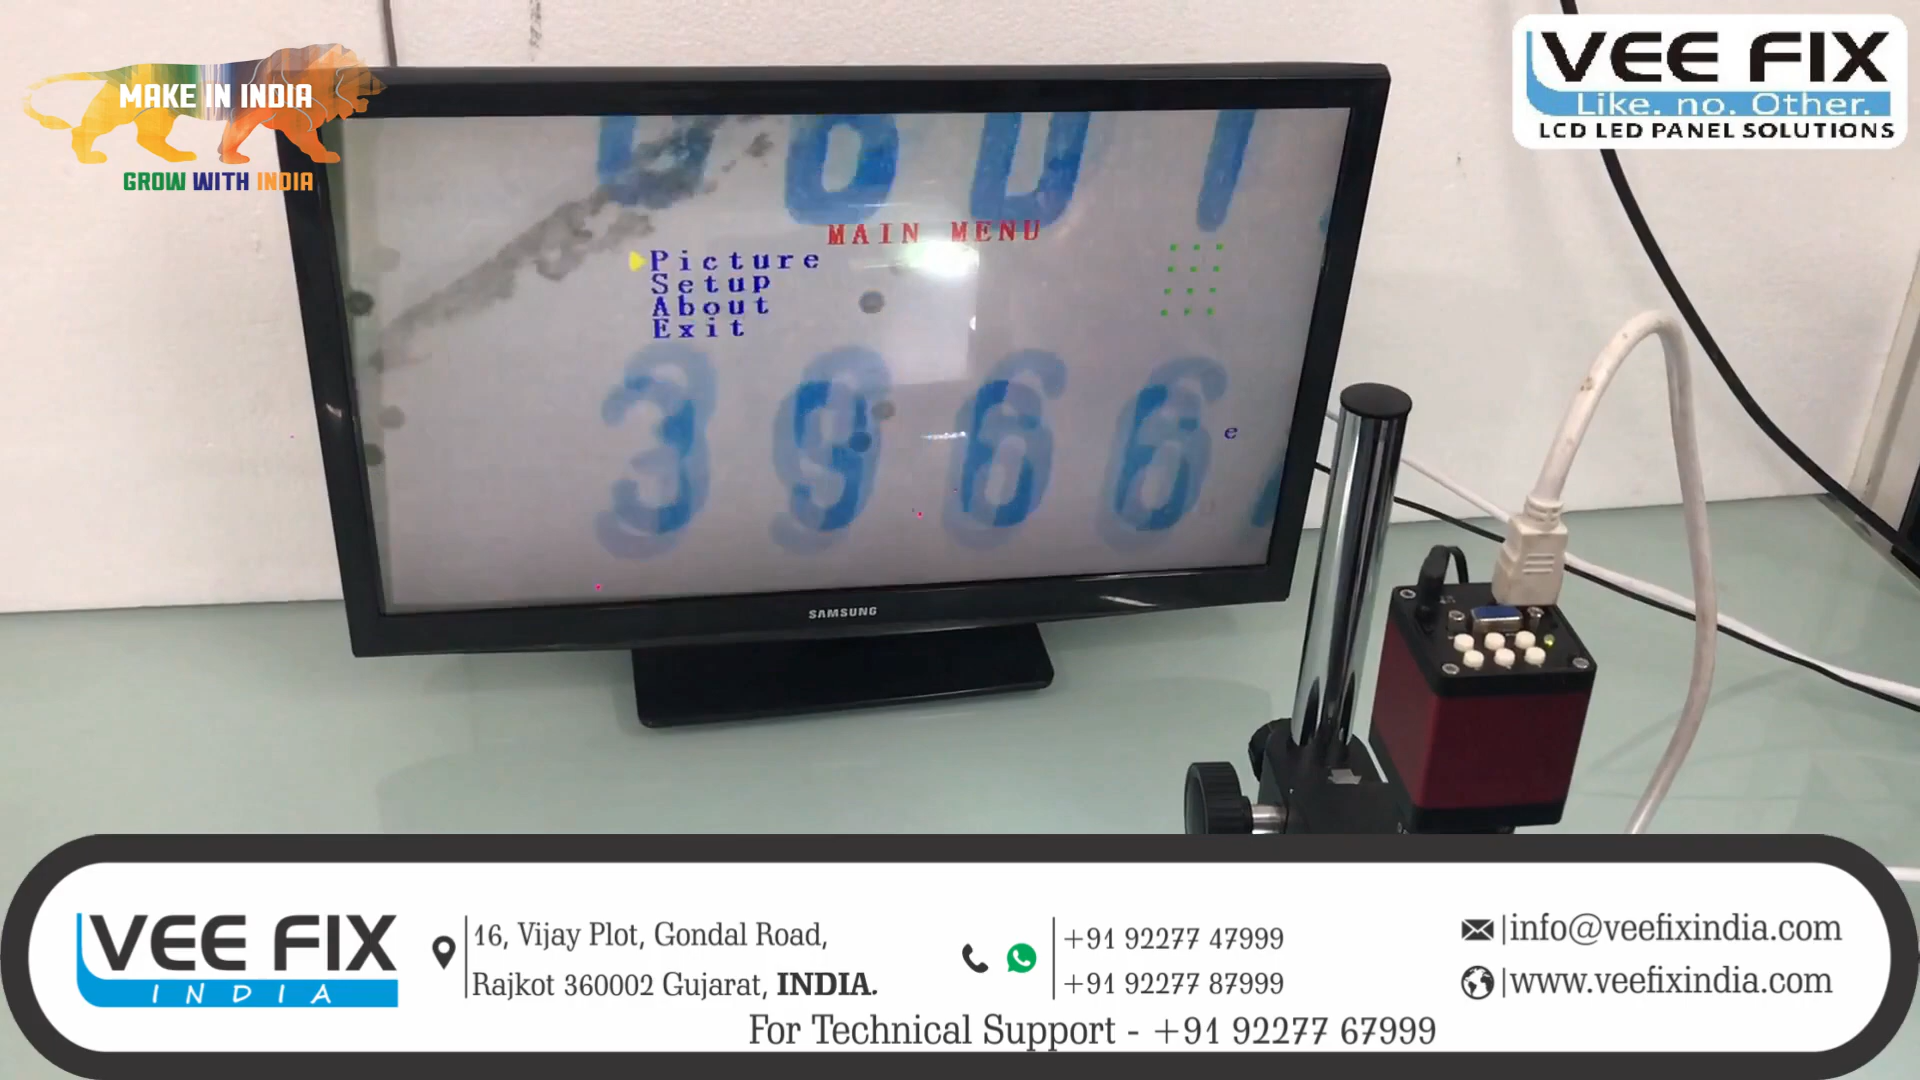 MAKE IN INDIA
GROW WITH INDIA
VEE FIX
Like. no. Other.
LCD LED PANEL SOLUTIONS
MAIN MENU
Picture
Setup
About
Exit
3966
e
SAMSUNG
VEE FIX
INDIA
16, Vijay Plot, Gondal Road,
Rajkot 360002 Gujarat, INDIA.
+91 92277 47999
+91 92277 87999
info@veefixindia.com
www.veefixindia.com
For Technical Support - +91 92277 67999